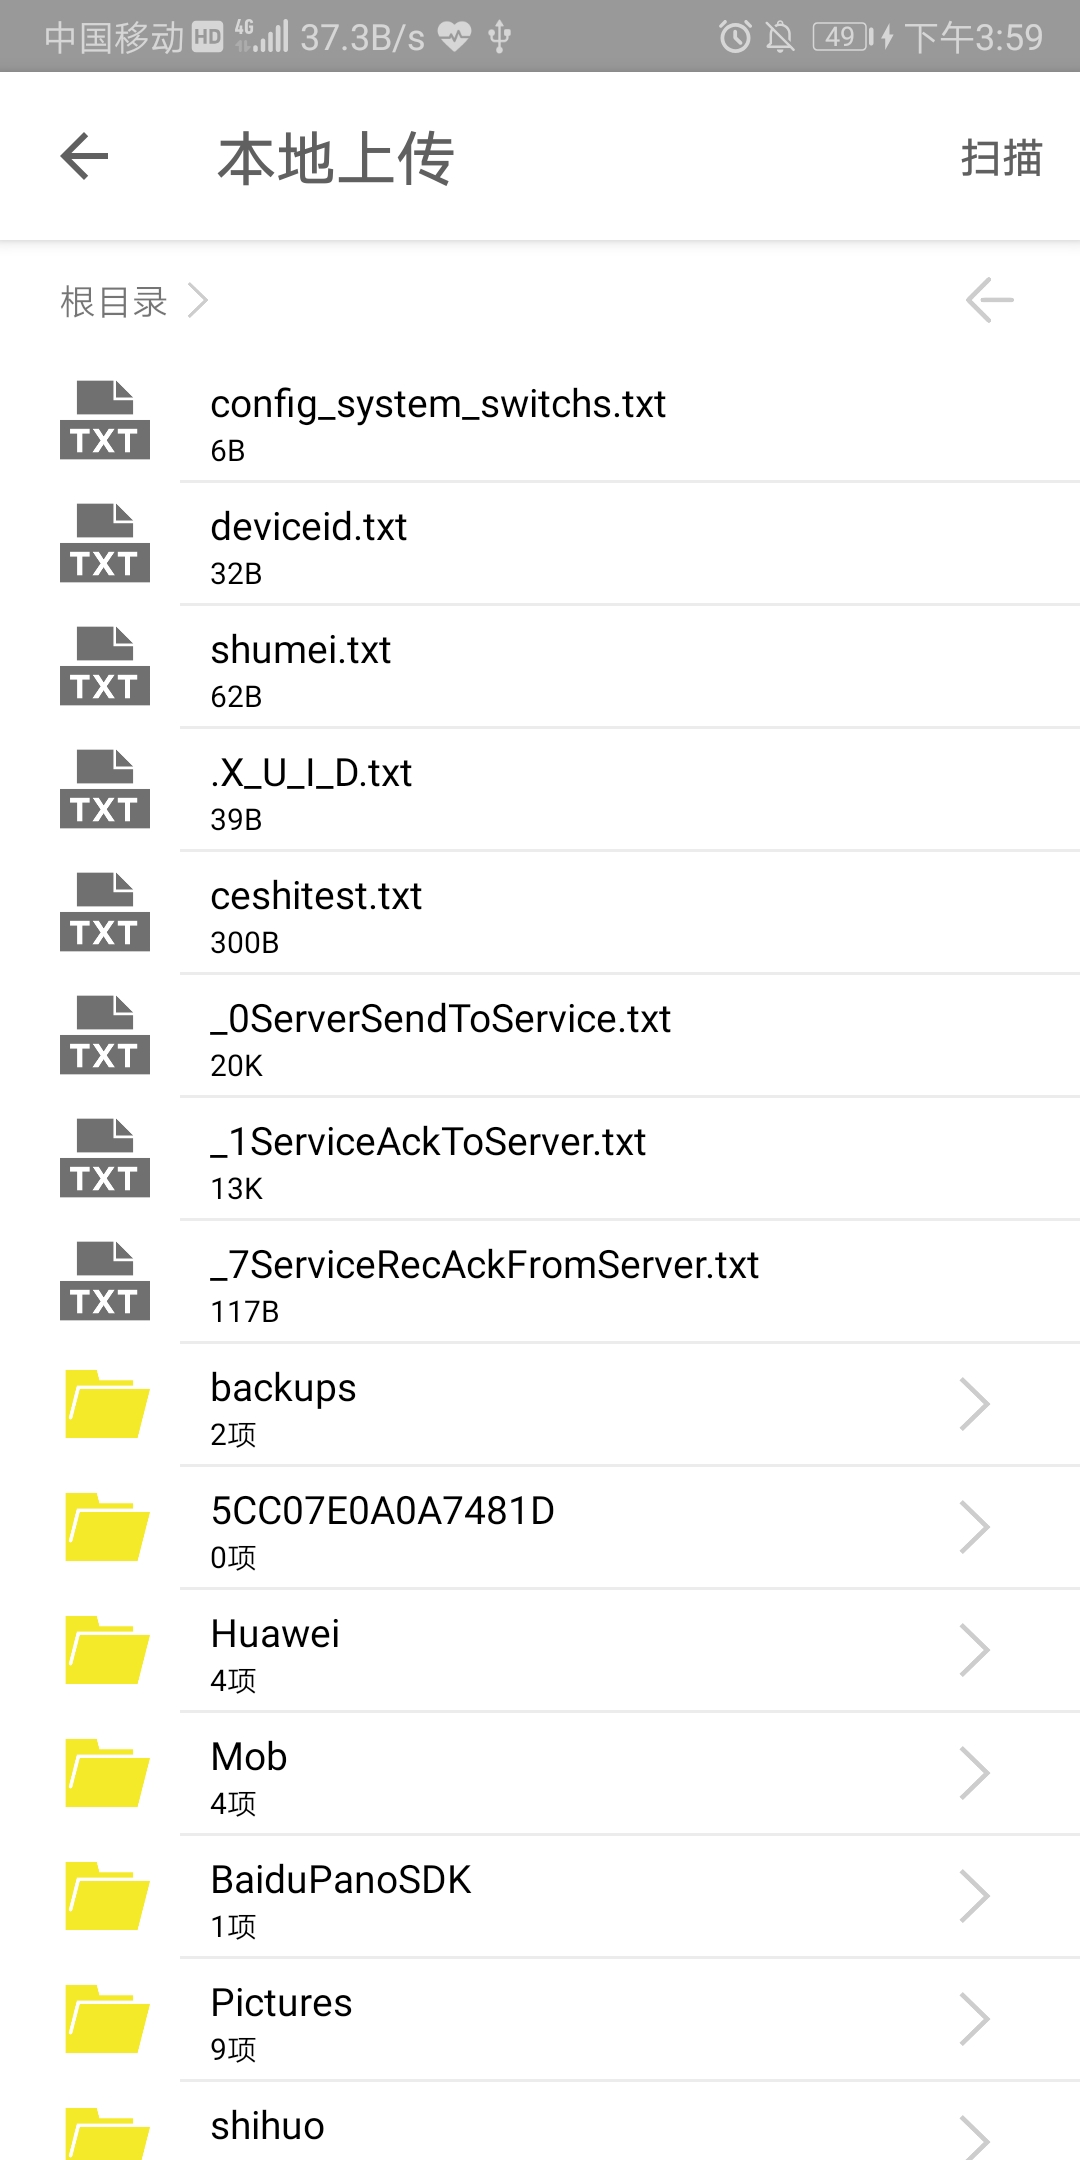 中国移动 HD 4G 37.3B/s 49 下午3:59
本地上传 扫描
根目录
TXT config_system_switchs.txt
6B
TXT deviceid.txt
32B
TXT shumei.txt
62B
TXT .X_U_I_D.txt
39B
TXT ceshitest.txt
300B
TXT _0ServerSendToService.txt
20K
TXT _1ServiceAckToServer.txt
13K
TXT _7ServiceRecAckFromServer.txt
117B
backups
2项
5CC07E0A0A7481D
0项
Huawei
4项
Mob
4项
BaiduPanoSDK
1项
Pictures
9项
shihuo